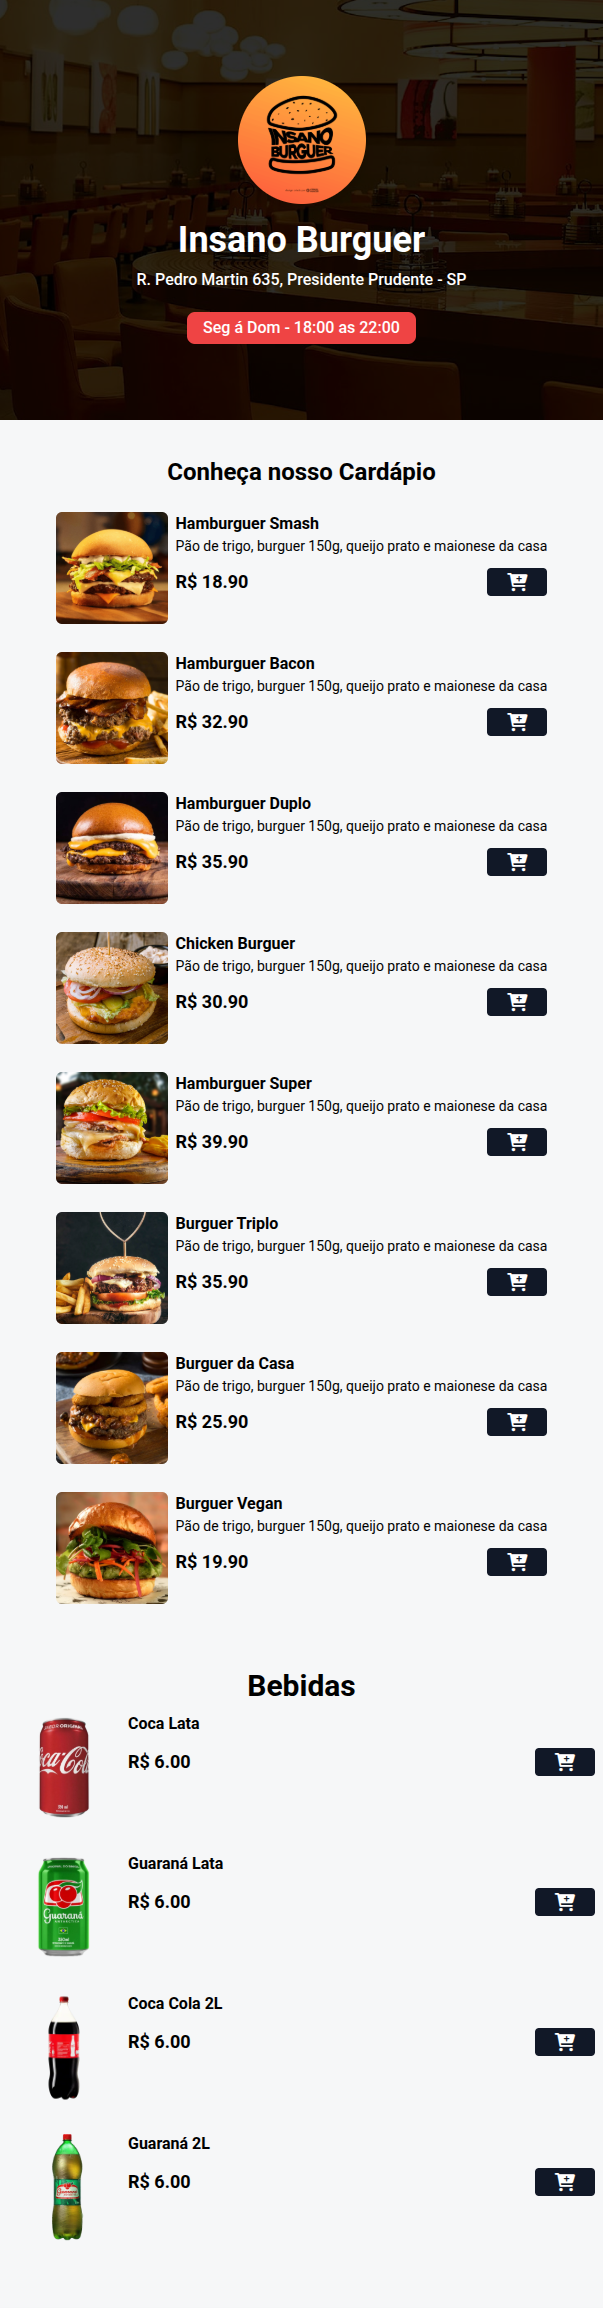 INSANO
BURGUER
Insano Burguer
R. Pedro Martin 635, Presidente Prudente - SP
Seg á Dom - 18:00 as 22:00
Conheça nosso Cardápio
Hamburguer Smash
Pão de trigo, burguer 150g, queijo prato e maionese da casa
R$ 18.90
Hamburguer Bacon
Pão de trigo, burguer 150g, queijo prato e maionese da casa
R$ 32.90
Hamburguer Duplo
Pão de trigo, burguer 150g, queijo prato e maionese da casa
R$ 35.90
Chicken Burguer
Pão de trigo, burguer 150g, queijo prato e maionese da casa
R$ 30.90
Hamburguer Super
Pão de trigo, burguer 150g, queijo prato e maionese da casa
R$ 39.90
Burguer Triplo
Pão de trigo, burguer 150g, queijo prato e maionese da casa
R$ 35.90
Burguer da Casa
Pão de trigo, burguer 150g, queijo prato e maionese da casa
R$ 25.90
Burguer Vegan
Pão de trigo, burguer 150g, queijo prato e maionese da casa
R$ 19.90
Bebidas
Coca Lata
R$ 6.00
Guaraná Lata
Guaraná
R$ 6.00
Coca Cola 2L
R$ 6.00
Guaraná 2L
R$ 6.00